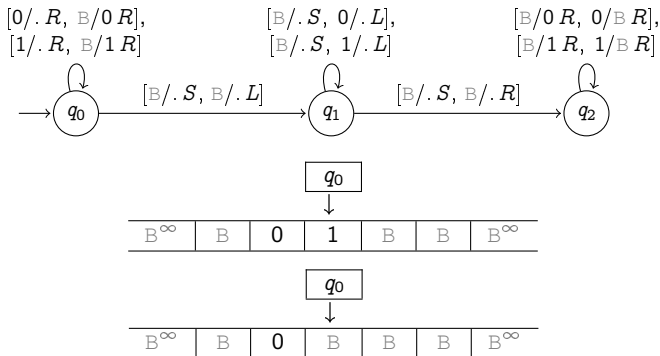 [0/. R, B/0 R], [B/. S, 0/. L], [B/0 R, 0/B R],
[1/. R, B/1 R] [B/. S, 1/. L] [B/1 R, 1/B R]
[B/. S, B/. L] [B/. S, B/. R]
q₀ q₁ q₂
q₀
B^∞ B 0 1 B B B^∞
q₀
B^∞ B 0 B B B B^∞